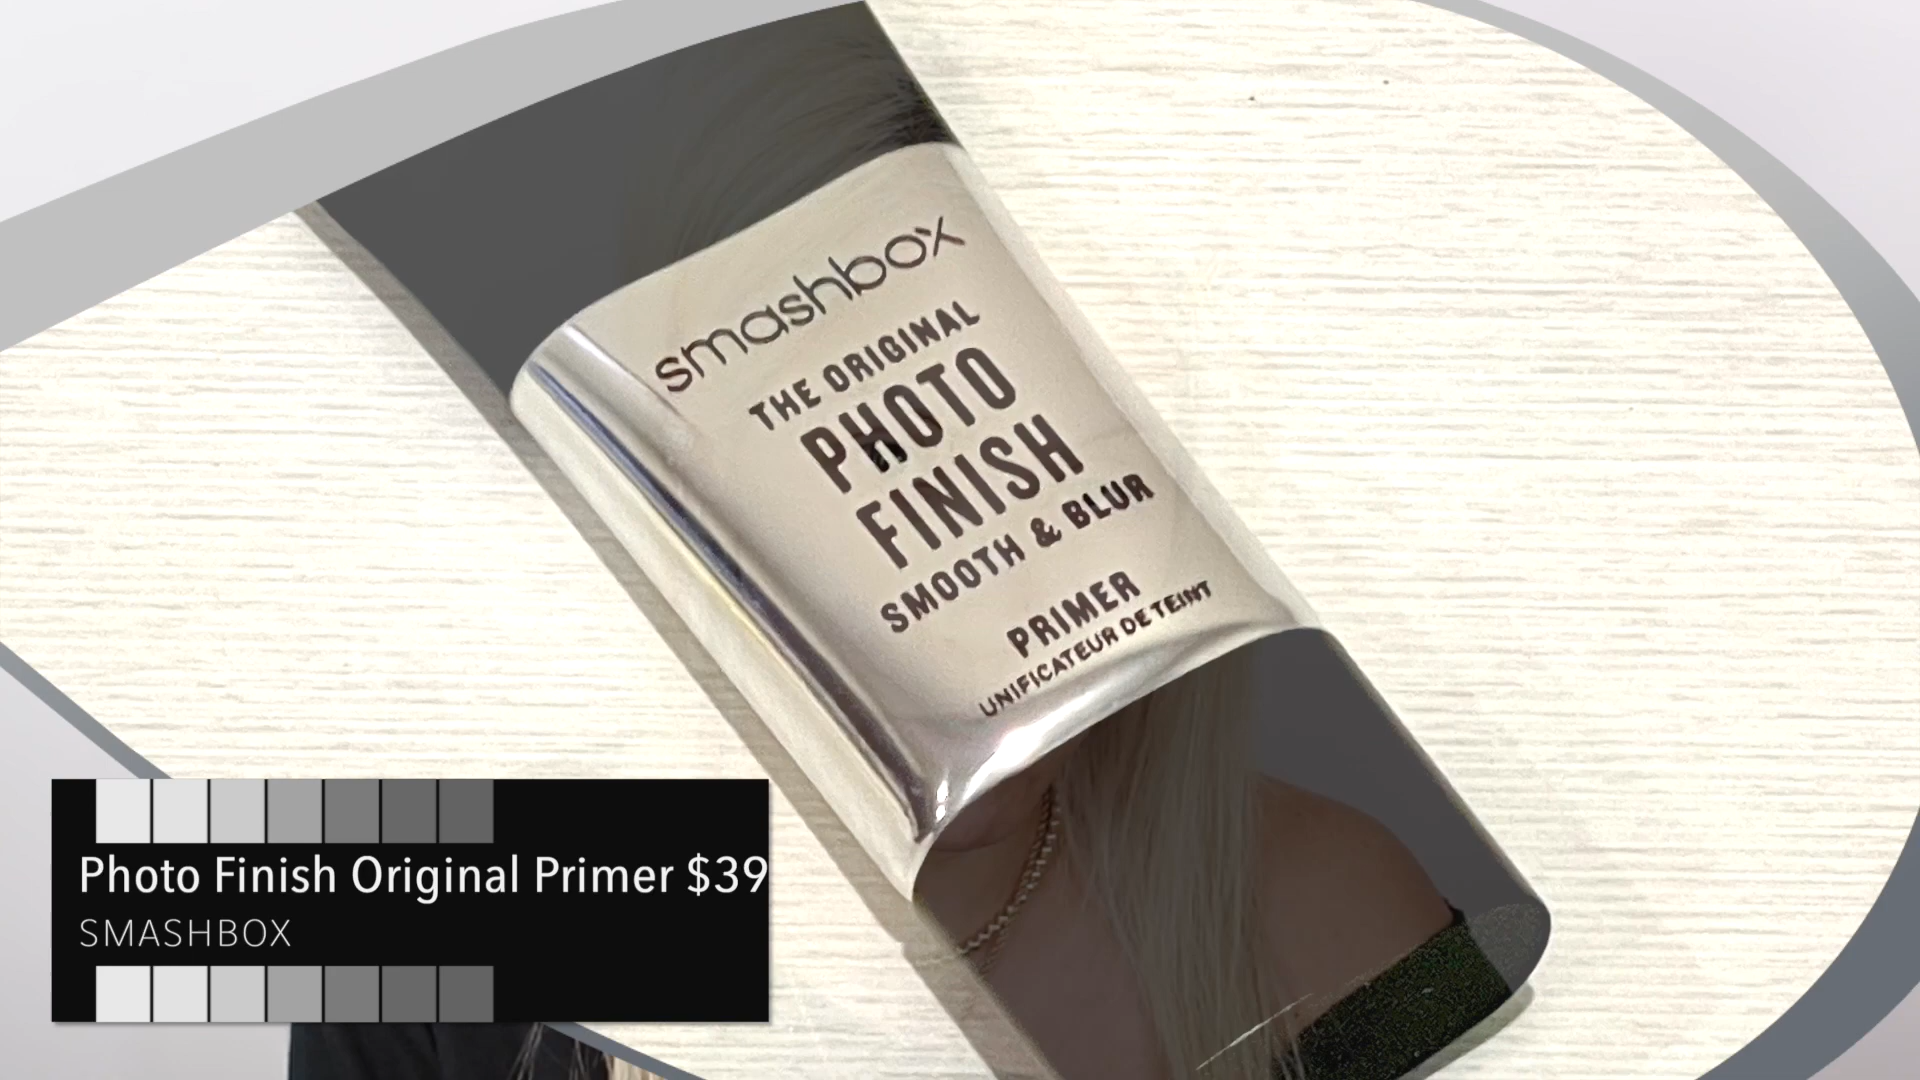 smashbox
THE ORIGINAL
PHOTO
FINISH
SMOOTH & BLUR
PRIMER
UNIFICATEUR DE TEINT
Photo Finish Original Primer $39
SMASHBOX